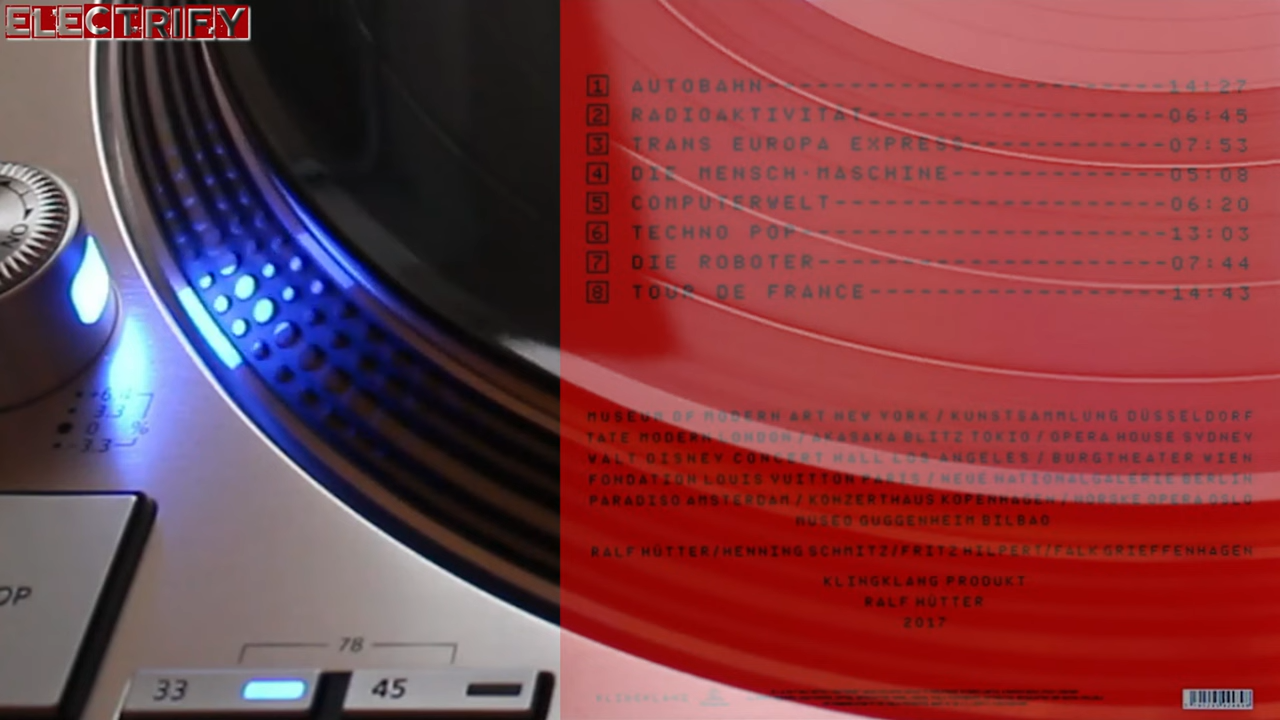 ELECTRIFY
1 AUTOBAHN 14:27
2 RADIOAKTIVITÄT 06:45
3 TRANS EUROPA EXPRESS 07:53
4 DIE MENSCH·MASCHINE 05:08
5 COMPUTERWELT 06:20
6 TECHNO POP 13:03
7 DIE ROBOTER 07:44
8 TOUR DE FRANCE 14:43
MUSEUM OF MODERN ART NEW YORK / KUNSTSAMMLUNG DÜSSELDORF
TATE MODERN LONDON / AKASAKA BLITZ TOKIO / OPERA HOUSE SYDNEY
WALT DISNEY CONCERT HALL LOS ANGELES / BURGTHEATER WIEN
FONDATION LOUIS VUITTON PARIS / NEUE NATIONALGALERIE BERLIN
PARADISO AMSTERDAM / KONZERTHAUS KOPENHAGEN / NORSKE OPERA OSLO
MUSEO GUGGENHEIM BILBAO
RALF HÜTTER/HENNING SCHMITZ/FRITZ HILPERT/FALK GRIEFFENHAGEN
KLINGKLANG PRODUKT
RALF HÜTTER
2017
KLINGKLANG
NO
+6.4
3.3
0 %
-3.3
OP
78
33 45